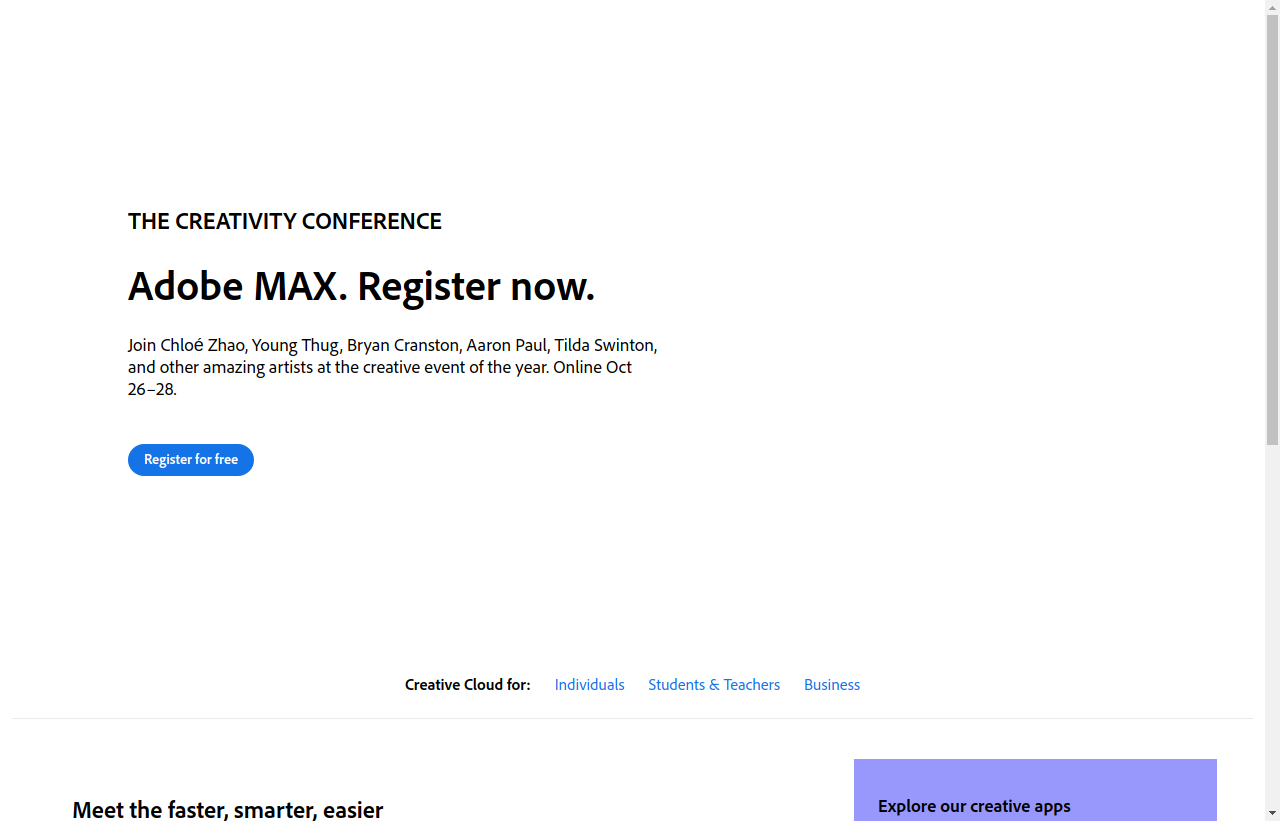 THE CREATIVITY CONFERENCE
Adobe MAX. Register now.
Join Chloé Zhao, Young Thug, Bryan Cranston, Aaron Paul, Tilda Swinton,
and other amazing artists at the creative event of the year. Online Oct
26–28.
Register for free
Creative Cloud for: Individuals Students & Teachers Business
Meet the faster, smarter, easier
Explore our creative apps